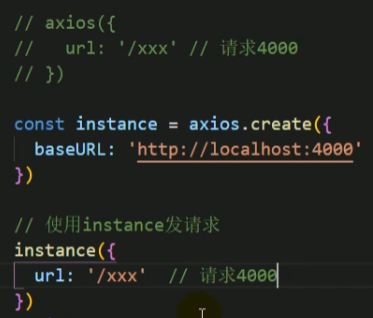 // axios({
//   url: '/xxx' // 请求4000
// })
const instance = axios.create({
  baseURL: 'http://localhost:4000'
})
// 使用instance发请求
instance({
  url: '/xxx'  // 请求4000
})